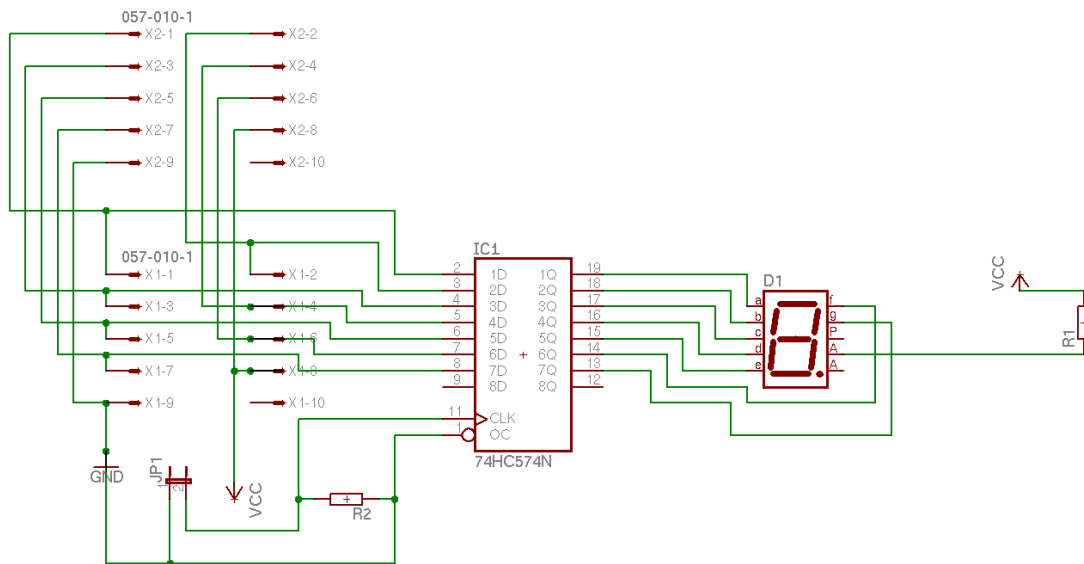 057-010-1
X2-1 X2-2
X2-3 X2-4
X2-5 X2-6
X2-7 X2-8
X2-9 X2-10
057-010-1
X1-1 X1-2
X1-3 X1-4
X1-5 X1-6
X1-7 X1-8
X1-9 X1-10
GND
JP1
1
2
VCC
R2
IC1
2 1D 1Q 19
3 2D 2Q 18
4 3D 3Q 17
5 4D 4Q 16
6 5D 5Q 15
7 6D 6Q 14
8 7D 7Q 13
9 8D 8Q 12
11 CLK
1 OC
74HC574N
D1
a f
b g
c P
d A
e A
VCC
R1